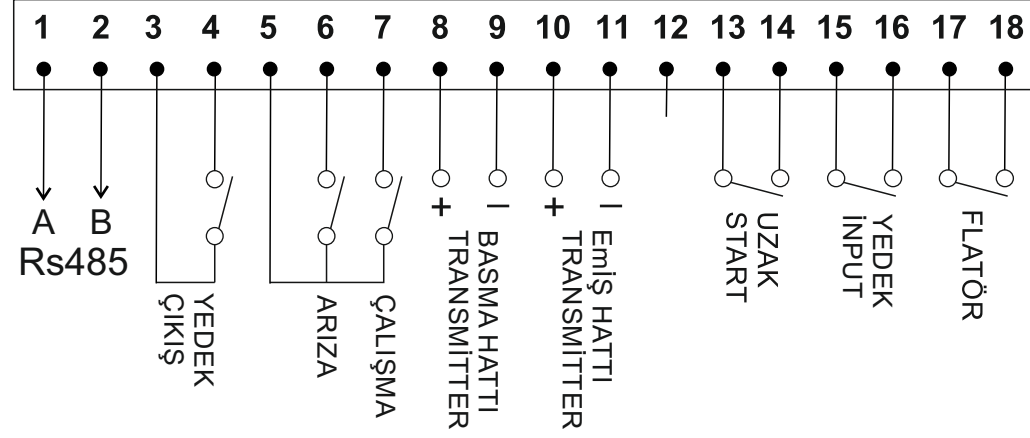 1 2 3 4 5 6 7 8 9 10 11 12 13 14 15 16 17 18
A B
Rs485
YEDEK
ÇIKIŞ
ARIZA
ÇALIŞMA
+ –
BASMA HATTI
TRANSMİTTER
+ –
EmİŞ HATTI
TRANSMİTTER
UZAK
START
YEDEK
İNPUT
FLATÖR